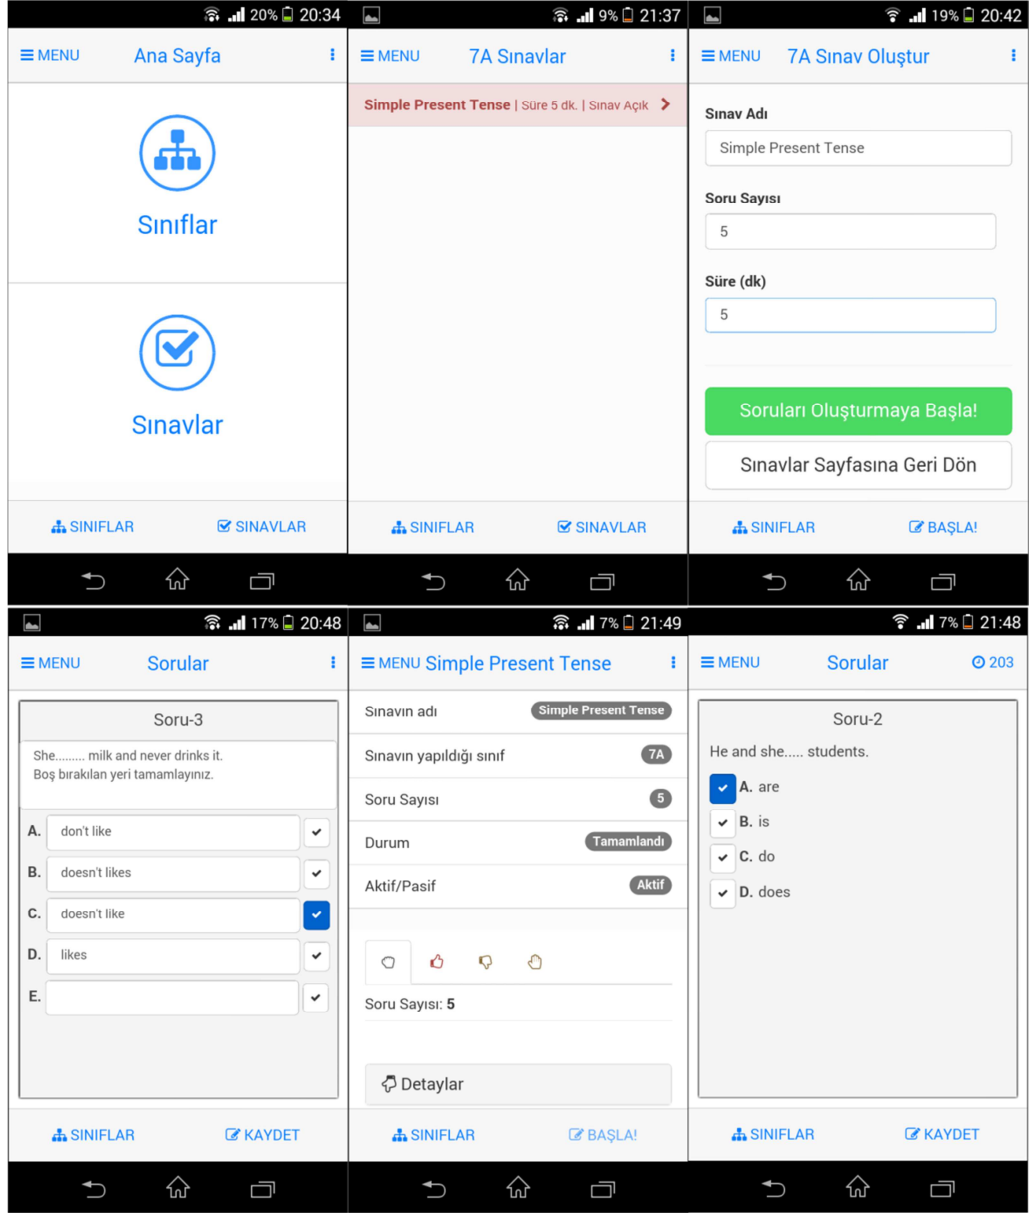 20% 20:34
MENU Ana Sayfa
Sınıflar
Sınavlar
SINIFLAR SINAVLAR
9% 21:37
MENU 7A Sınavlar
Simple Present Tense | Süre 5 dk. | Sınav Açık
SINIFLAR SINAVLAR
19% 20:42
MENU 7A Sınav Oluştur
Sınav Adı
Simple Present Tense
Soru Sayısı
5
Süre (dk)
5
Soruları Oluşturmaya Başla!
Sınavlar Sayfasına Geri Dön
SINIFLAR BAŞLA!
17% 20:48
MENU Sorular
Soru-3
She......... milk and never drinks it.
Boş bırakılan yeri tamamlayınız.
A. don't like
B. doesn't likes
C. doesn't like
D. likes
E.
SINIFLAR KAYDET
7% 21:49
MENU Simple Present Tense
Sınavın adı Simple Present Tense
Sınavın yapıldığı sınıf 7A
Soru Sayısı 5
Durum Tamamlandı
Aktif/Pasif Aktif
Soru Sayısı: 5
Detaylar
SINIFLAR BAŞLA!
7% 21:48
MENU Sorular 203
Soru-2
He and she..... students.
A. are
B. is
C. do
D. does
SINIFLAR KAYDET